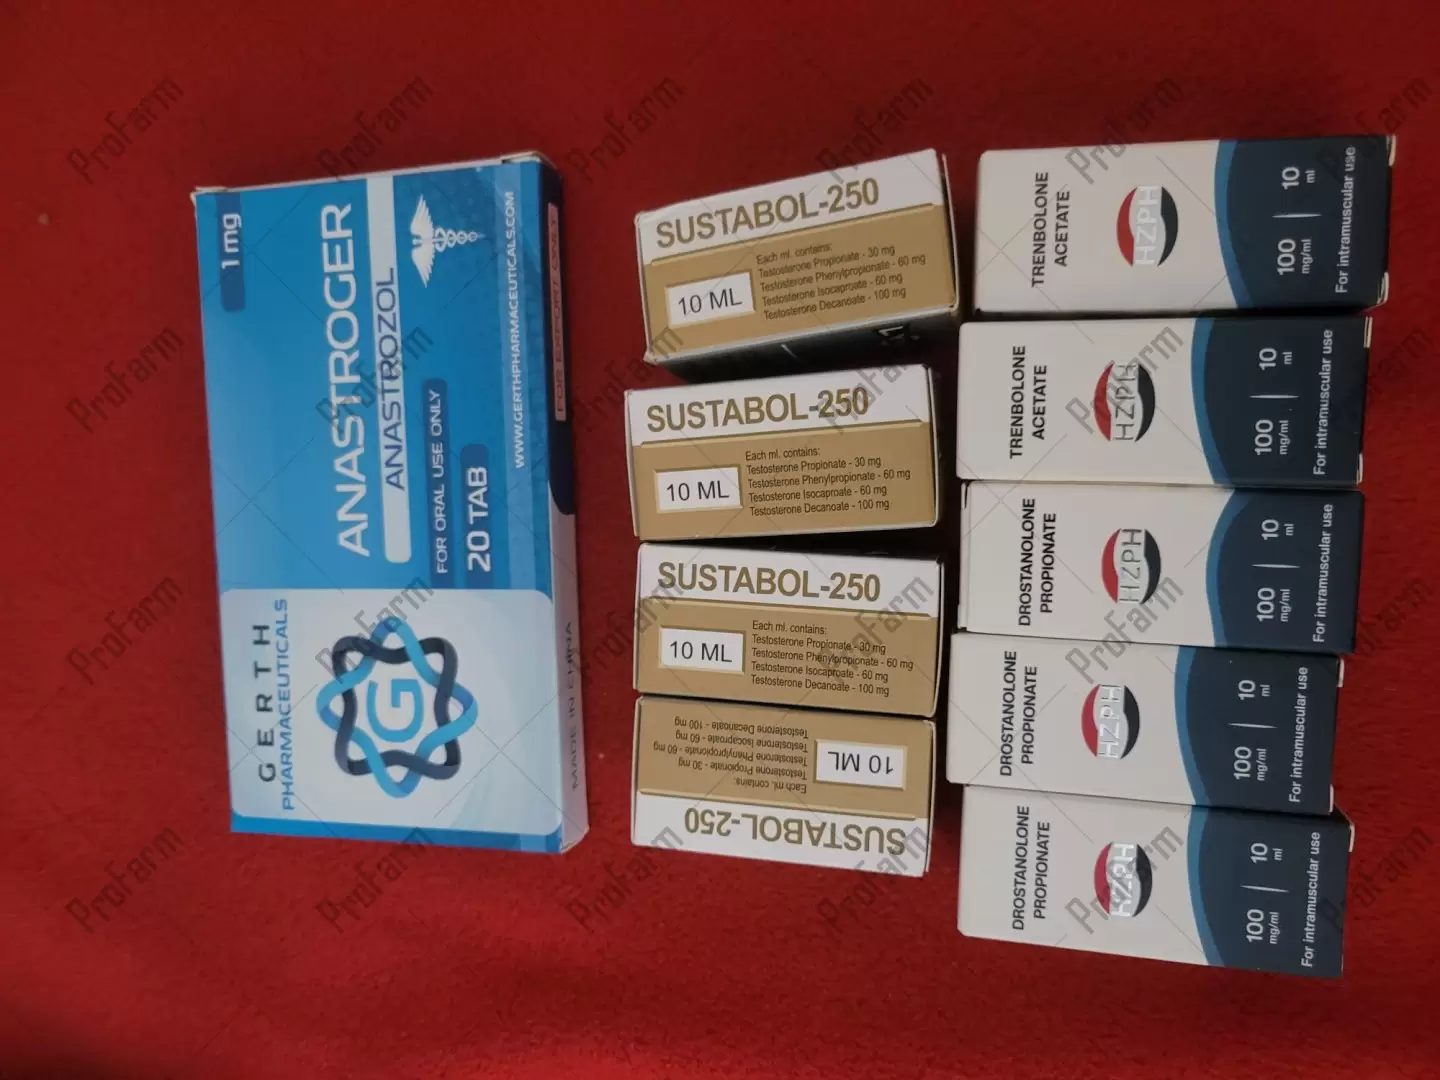 1 mg
ANASTROGER
ANASTROZOL
FOR ORAL USE ONLY
20 TAB
WWW.GERTHPHARMACEUTICALS.COM
FOR EXPORT ONLY
MADE IN CHINA
GERTH
PHARMACEUTICALS
G
SUSTABOL-250
10 ML
Each ml. contains:
Testosterone Propionate - 30 mg
Testosterone Phenylpropionate - 60 mg
Testosterone Isocaproate - 60 mg
Testosterone Decanoate - 100 mg
SUSTABOL-250
10 ML
Each ml. contains:
Testosterone Propionate - 30 mg
Testosterone Phenylpropionate - 60 mg
Testosterone Isocaproate - 60 mg
Testosterone Decanoate - 100 mg
SUSTABOL-250
10 ML
Each ml. contains:
Testosterone Propionate - 30 mg
Testosterone Phenylpropionate - 60 mg
Testosterone Isocaproate - 60 mg
Testosterone Decanoate - 100 mg
SUSTABOL-250
10 ML
Each ml. contains:
Testosterone Propionate - 30 mg
Testosterone Phenylpropionate - 60 mg
Testosterone Isocaproate - 60 mg
Testosterone Decanoate - 100 mg
TRENBOLONE
ACETATE
HZPH
100 mg/ml | 10 ml
For intramuscular use
TRENBOLONE
ACETATE
HZPH
100 mg/ml | 10 ml
For intramuscular use
DROSTANOLONE
PROPIONATE
HZPH
100 mg/ml | 10 ml
For intramuscular use
DROSTANOLONE
PROPIONATE
HZPH
100 mg/ml | 10 ml
For intramuscular use
DROSTANOLONE
PROPIONATE
HZPH
100 mg/ml | 10 ml
For intramuscular use
ProFarm